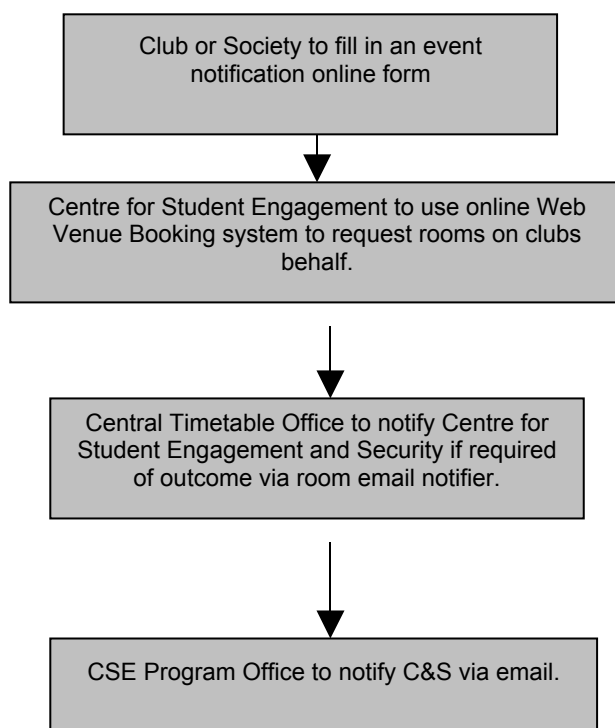 Club or Society to fill in an event
notification online form
Centre for Student Engagement to use online Web
Venue Booking system to request rooms on clubs
behalf.
Central Timetable Office to notify Centre for
Student Engagement and Security if required
of outcome via room email notifier.
CSE Program Office to notify C&S via email.